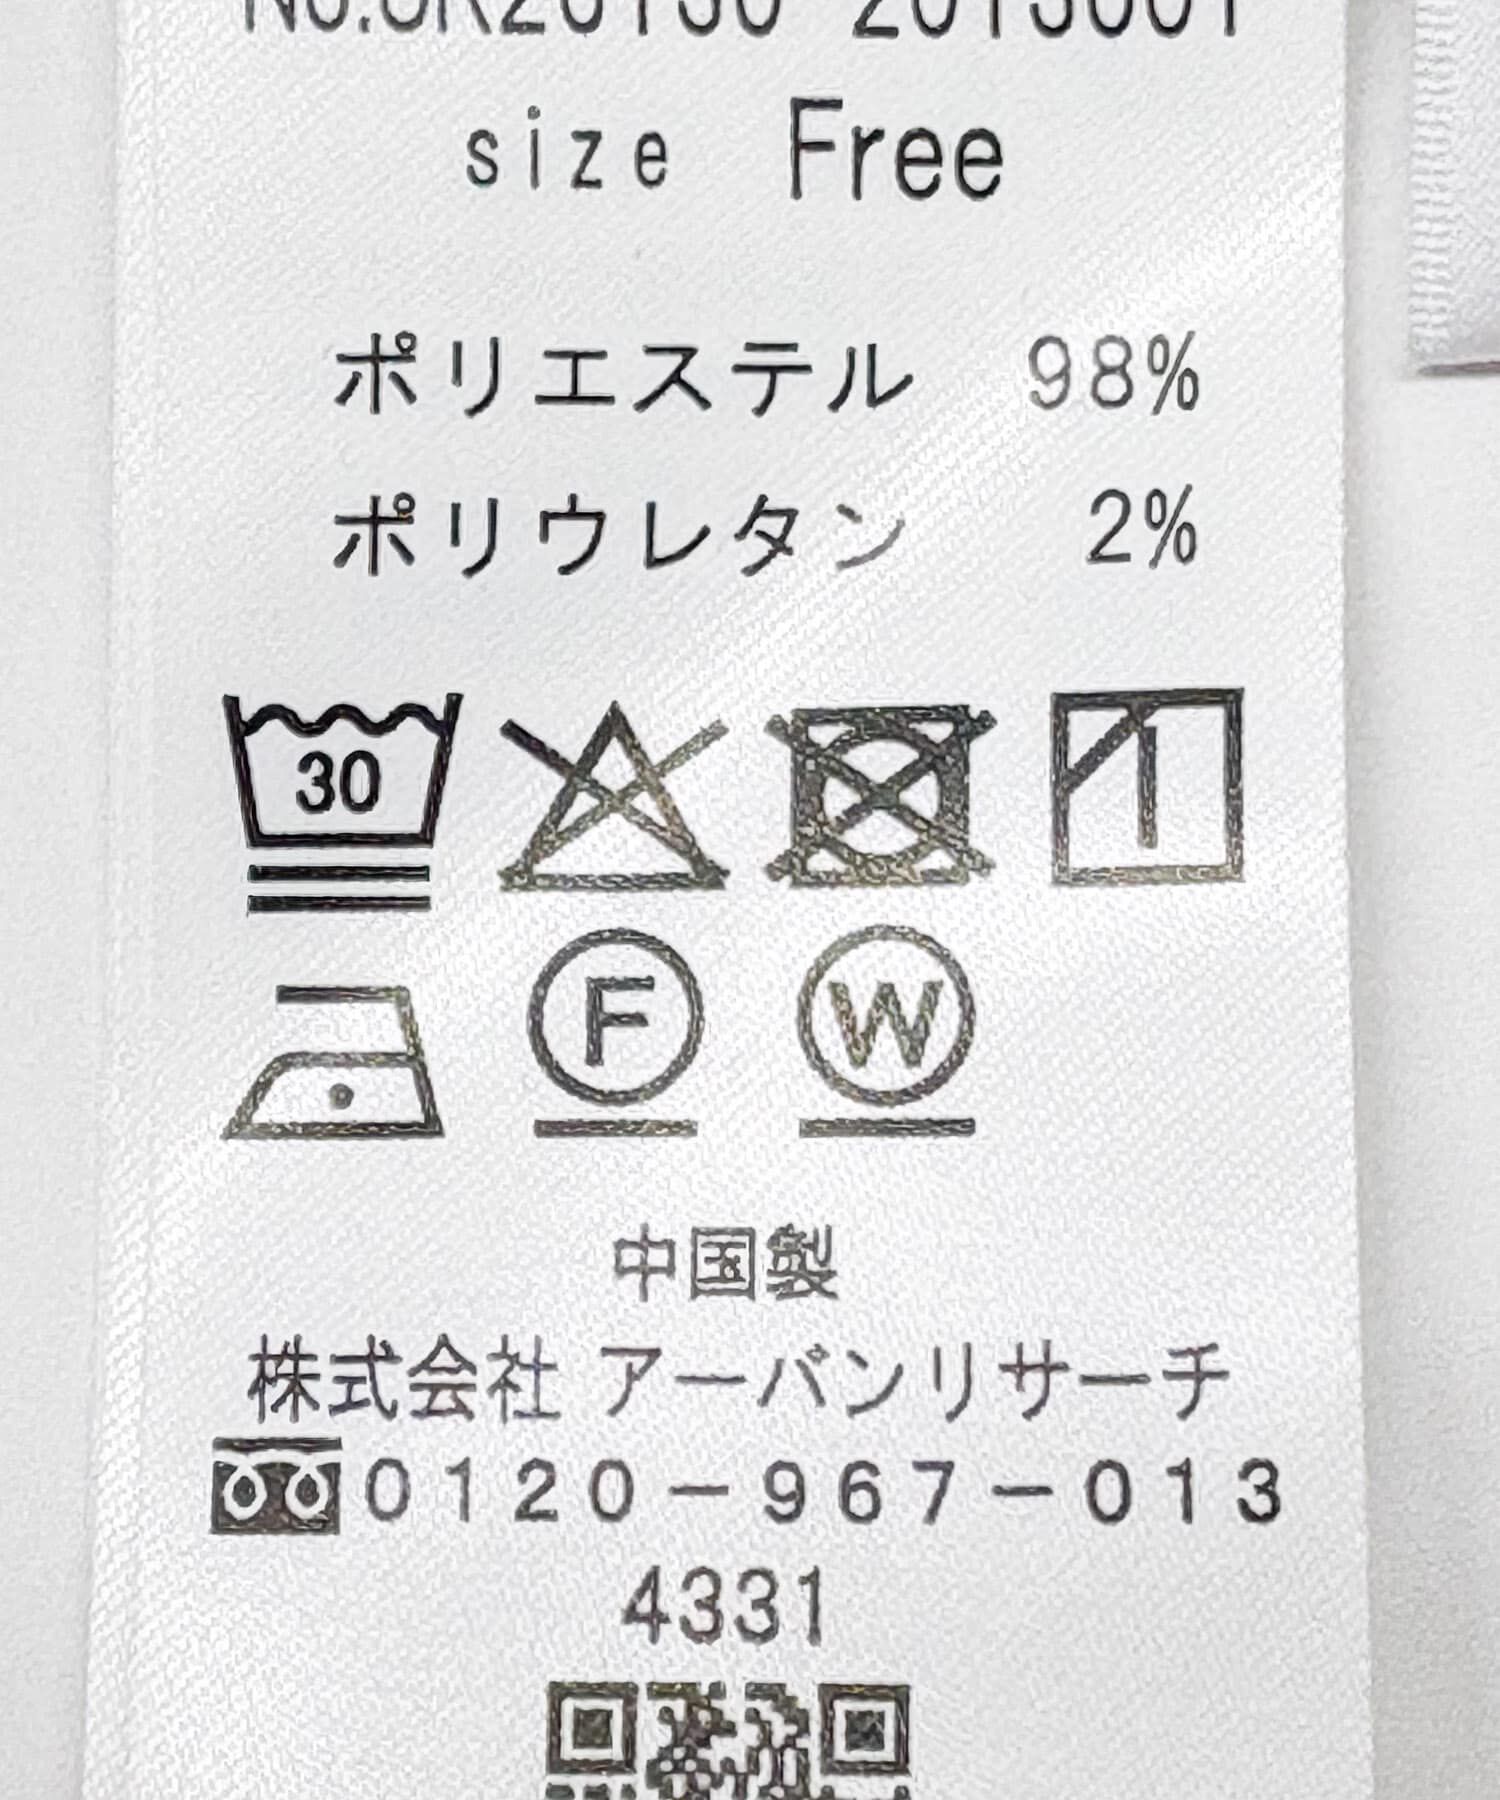 size Free
ポリエステル 98%
ポリウレタン 2%
30
F W
中国製
株式会社 アーバンリサーチ
0120-967-013
4331